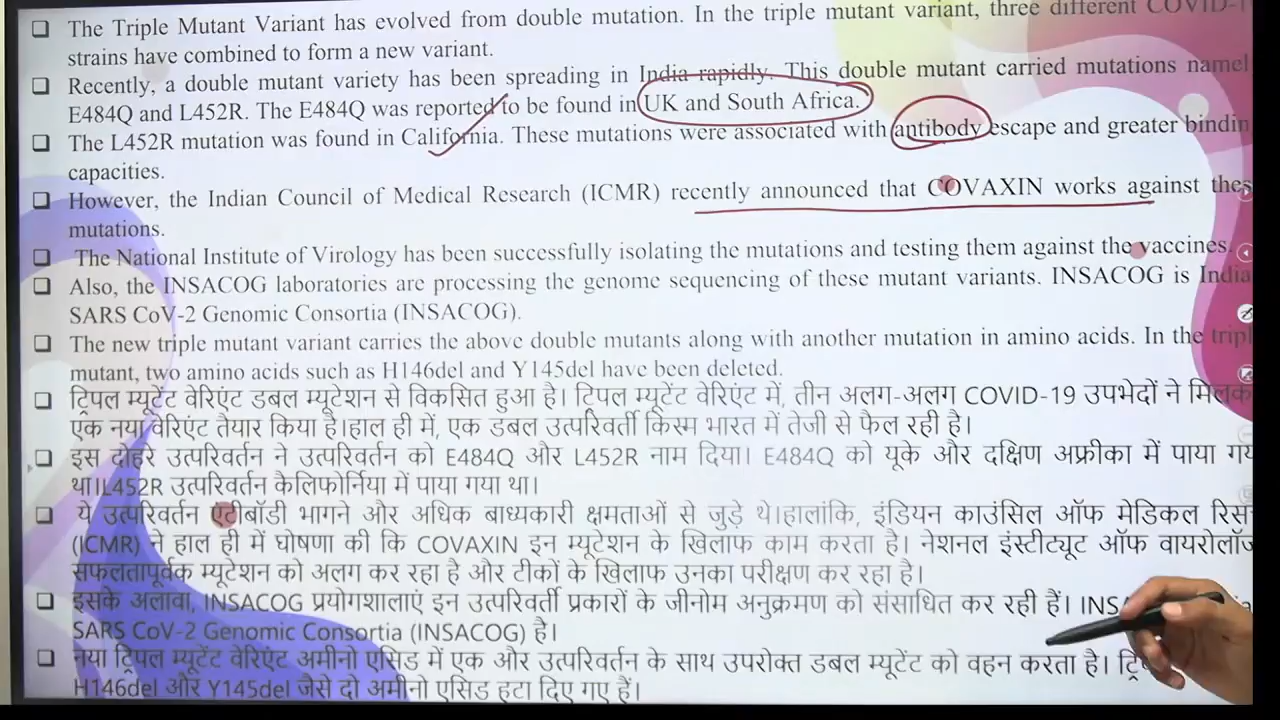 The Triple Mutant Variant has evolved from double mutation. In the triple mutant variant, three different COVID-1
strains have combined to form a new variant.
Recently, a double mutant variety has been spreading in India rapidly. This double mutant carried mutations namel
E484Q and L452R. The E484Q was reported to be found in UK and South Africa.
The L452R mutation was found in California. These mutations were associated with antibody escape and greater bindin
capacities.
However, the Indian Council of Medical Research (ICMR) recently announced that COVAXIN works against thes
mutations.
The National Institute of Virology has been successfully isolating the mutations and testing them against the vaccines.
Also, the INSACOG laboratories are processing the genome sequencing of these mutant variants. INSACOG is India
SARS CoV-2 Genomic Consortia (INSACOG).
The new triple mutant variant carries the above double mutants along with another mutation in amino acids. In the tripl
mutant, two amino acids such as H146del and Y145del have been deleted.
ट्रिपल म्यूटेंट वेरिएंट डबल म्यूटेशन से विकसित हुआ है। ट्रिपल म्यूटेंट वेरिएंट में, तीन अलग-अलग COVID-19 उपभेदों ने मिलक
एक नया वेरिएंट तैयार किया है।हाल ही में, एक डबल उत्परिवर्ती किस्म भारत में तेजी से फैल रही है।
इस दोहरे उत्परिवर्तन ने उत्परिवर्तन को E484Q और L452R नाम दिया। E484Q को यूके और दक्षिण अफ्रीका में पाया गय
था।L452R उत्परिवर्तन कैलिफोर्निया में पाया गया था।
ये उत्परिवर्तन एंटीबॉडी भागने और अधिक बाध्यकारी क्षमताओं से जुड़े थे।हालांकि, इंडियन काउंसिल ऑफ मेडिकल रिस
(ICMR) ने हाल ही में घोषणा की कि COVAXIN इन म्यूटेशन के खिलाफ काम करता है। नेशनल इंस्टीट्यूट ऑफ वायरोलॉज
सफलतापूर्वक म्यूटेशन को अलग कर रहा है और टीकों के खिलाफ उनका परीक्षण कर रहा है।
इसके अलावा, INSACOG प्रयोगशालाएं इन उत्परिवर्ती प्रकारों के जीनोम अनुक्रमण को संसाधित कर रही हैं। INS
SARS CoV-2 Genomic Consortia (INSACOG) है।
नया ट्रिपल म्यूटेंट वेरिएंट अमीनो एसिड में एक और उत्परिवर्तन के साथ उपरोक्त डबल म्यूटेंट को वहन करता है।
H146del और Y145del जैसे दो अमीनो एसिड हटा दिए गए हैं।